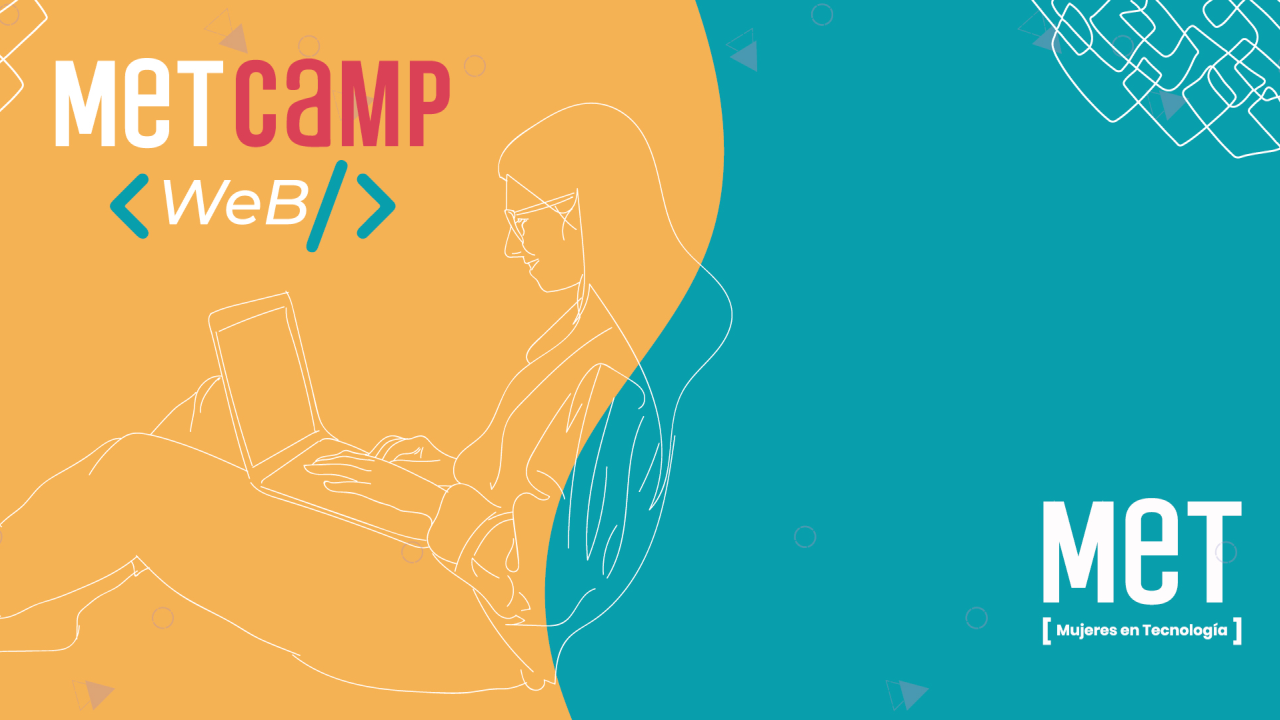 MeTCaMP
<WeB/>
MeT
[Mujeres en Tecnología]